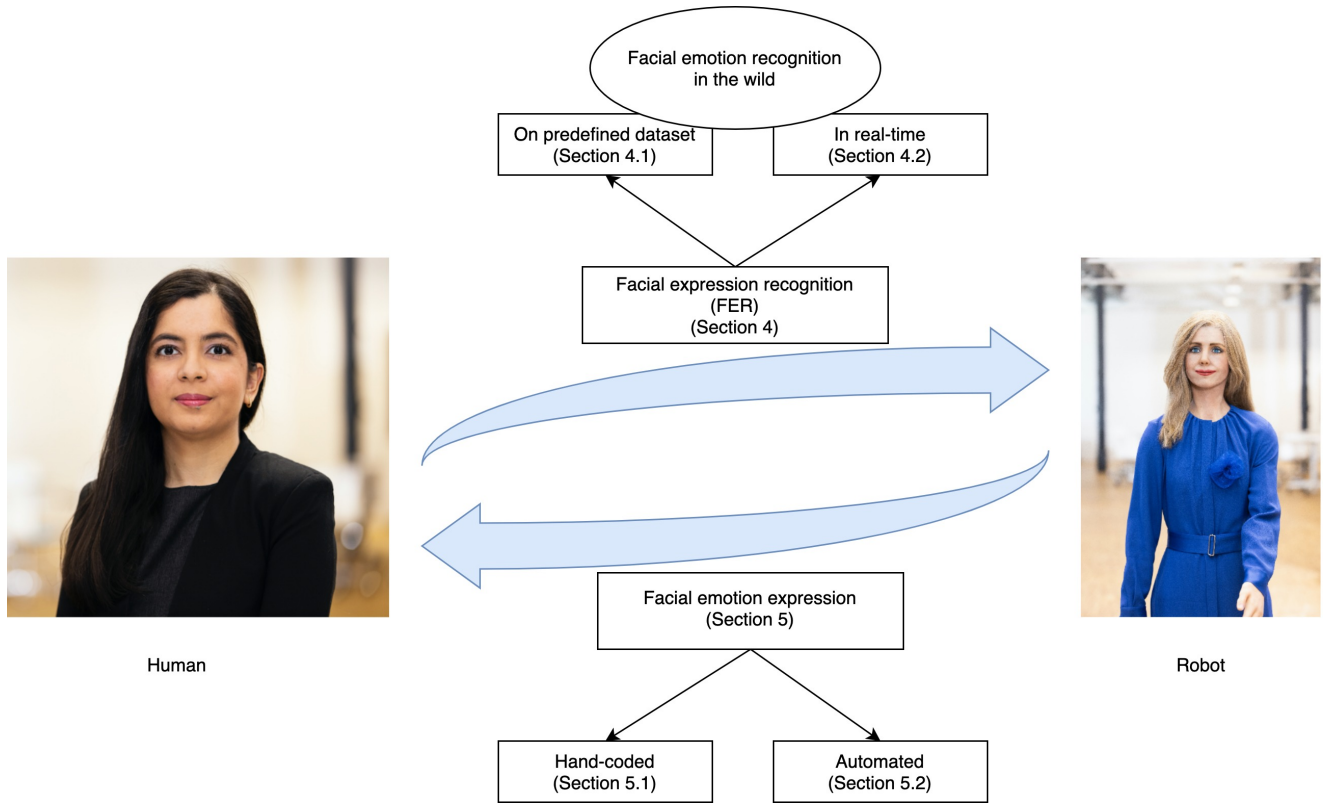 Facial emotion recognition
in the wild
On predefined dataset
(Section 4.1)
In real-time
(Section 4.2)
Facial expression recognition
(FER)
(Section 4)
Facial emotion expression
(Section 5)
Human
Robot
Hand-coded
(Section 5.1)
Automated
(Section 5.2)